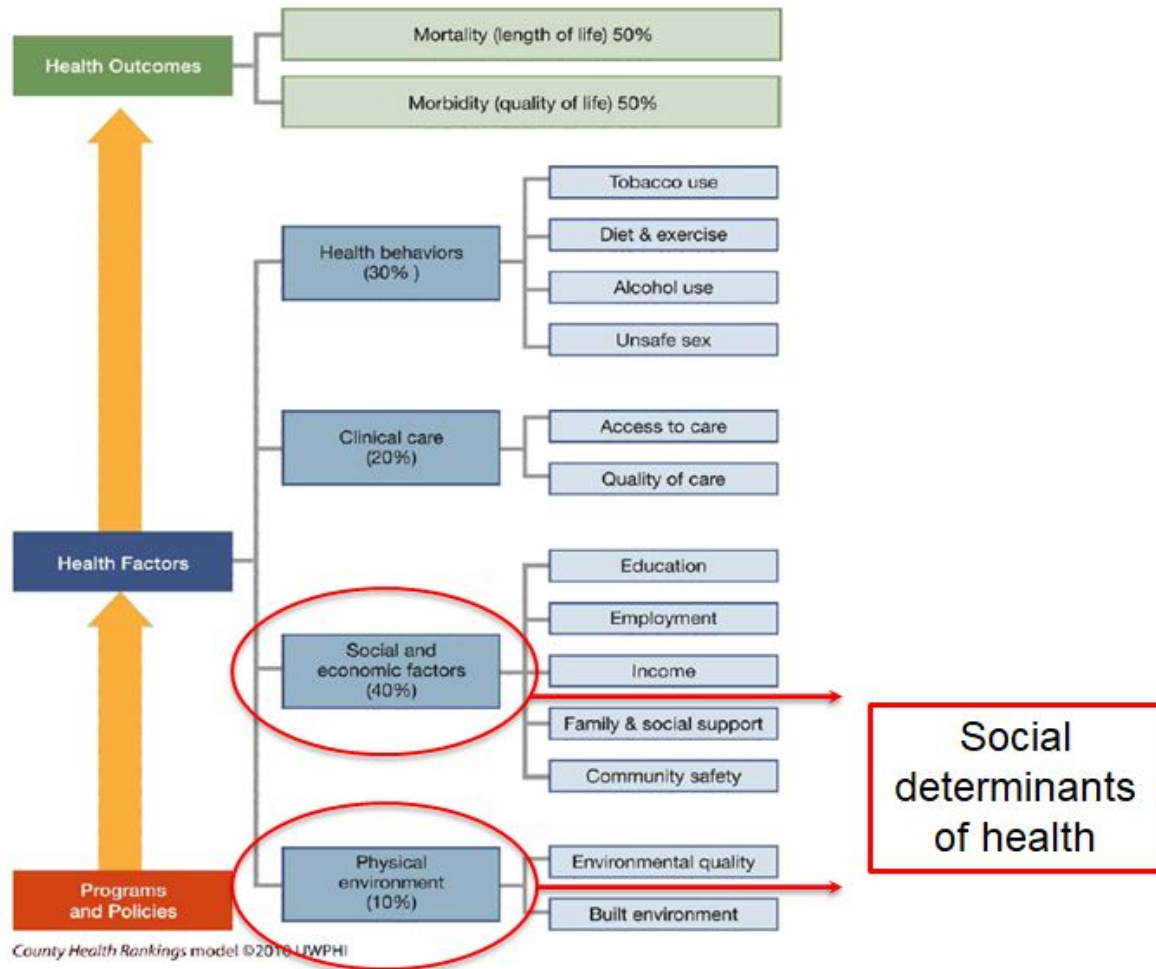 Health Outcomes
Mortality (length of life) 50%
Morbidity (quality of life) 50%
Health Factors
Health behaviors
(30% )
Tobacco use
Diet & exercise
Alcohol use
Unsafe sex
Clinical care
(20%)
Access to care
Quality of care
Social and
economic factors
(40%)
Education
Employment
Income
Family & social support
Community safety
Social
determinants
of health
Physical
environment
(10%)
Environmental quality
Built environment
Programs
and Policies
County Health Rankings model ©2010 UWPHI